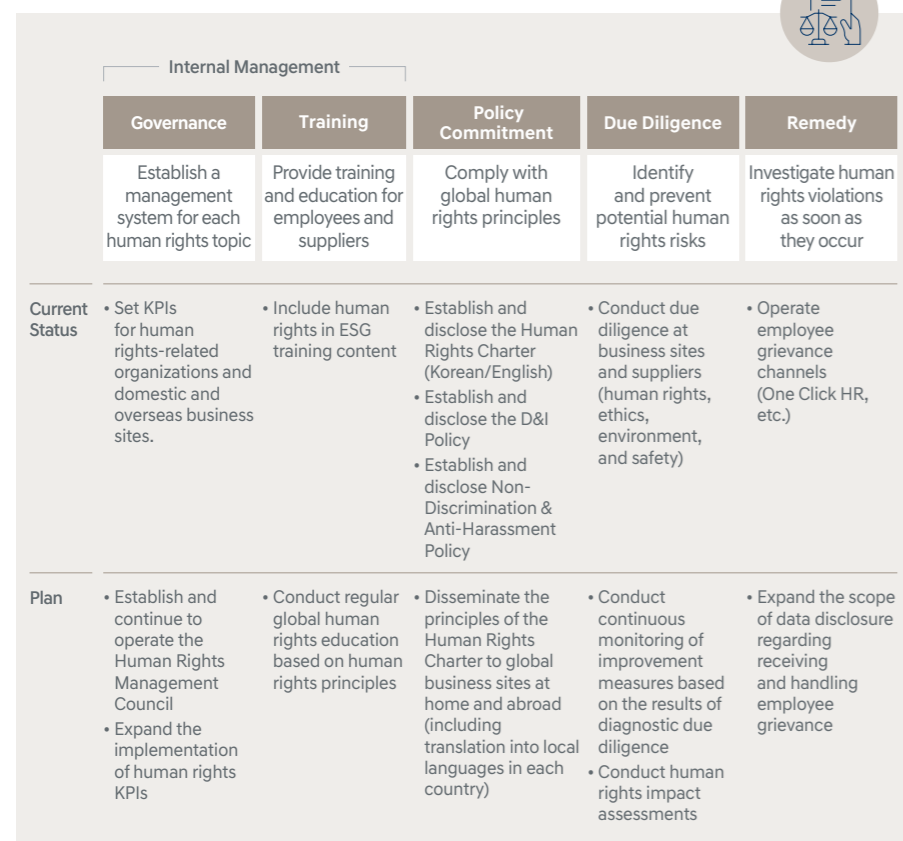 Internal Management
Governance
Training
Policy
Commitment
Due Diligence
Remedy
Establish a
management
system for each
human rights topic
Provide training
and education for
employees and
suppliers
Comply with
global human
rights principles
Identify
and prevent
potential human
rights risks
Investigate human
rights violations
as soon as
they occur
Current
Status
• Set KPIs
for human
rights-related
organizations and
domestic and
overseas business
sites.
• Include human
rights in ESG
training content
• Establish and
disclose the Human
Rights Charter
(Korean/English)
• Establish and
disclose the D&I
Policy
• Establish and
disclose Non-
Discrimination &
Anti-Harassment
Policy
• Conduct due
diligence at
business sites
and suppliers
(human rights,
ethics,
environment,
and safety)
• Operate
employee
grievance
channels
(One Click HR,
etc.)
Plan
• Establish and
continue to
operate the
Human Rights
Management
Council
• Expand the
implementation
of human rights
KPIs
• Conduct regular
global human
rights education
based on human
rights principles
• Disseminate the
principles of the
Human Rights
Charter to global
business sites at
home and abroad
(including
translation into local
languages in each
country)
• Conduct
continuous
monitoring of
improvement
measures based
on the results of
diagnostic due
diligence
• Conduct human
rights impact
assessments
• Expand the scope
of data disclosure
regarding
receiving
and handling
employee
grievance